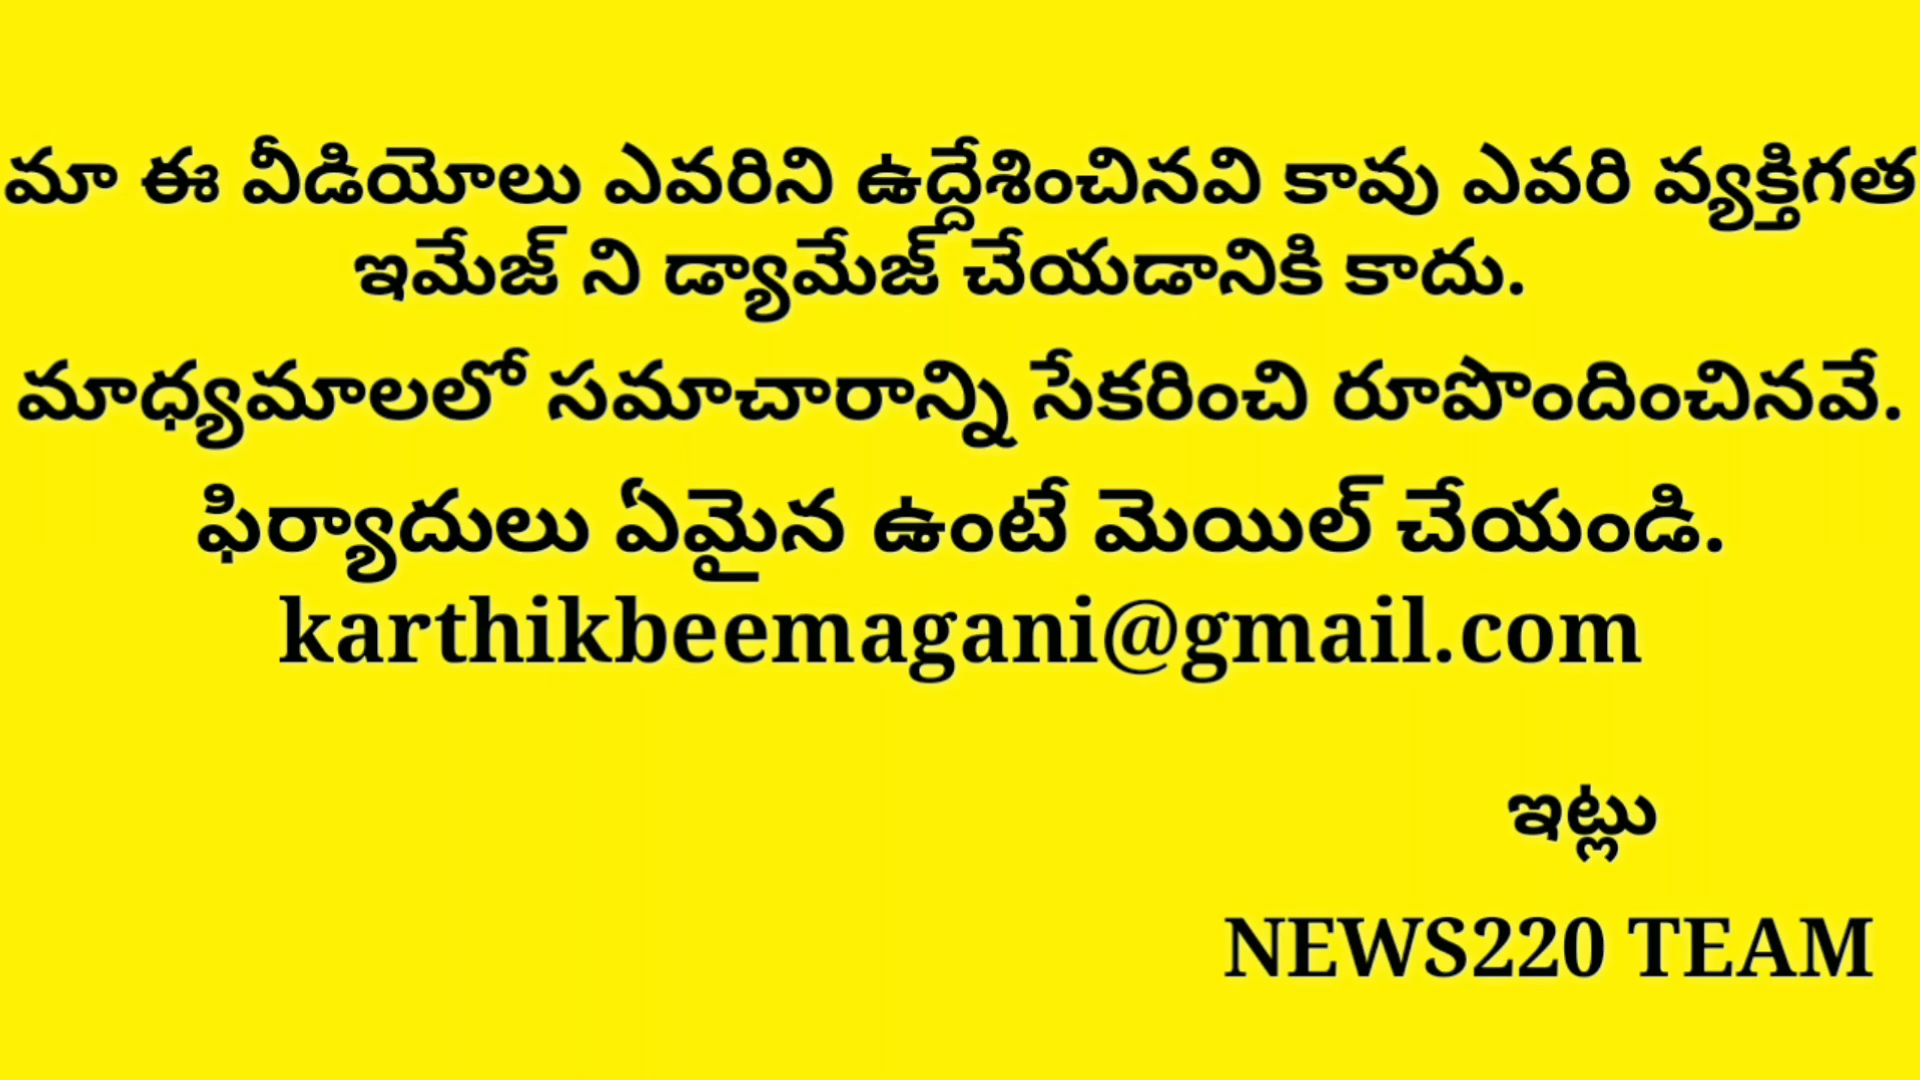 మా ఈ వీడియోలు ఎవరిని ఉద్దేశించినవి కావు ఎవరి వ్యక్తిగత
ఇమేజ్ ని డ్యామేజ్ చేయడానికి కాదు.
మాధ్యమాలలో సమాచారాన్ని సేకరించి రూపొందించినవే.
ఫిర్యాదులు ఏమైన ఉంటే మెయిల్ చేయండి.
karthikbeemagani@gmail.com
ఇట్లు
NEWS220 TEAM